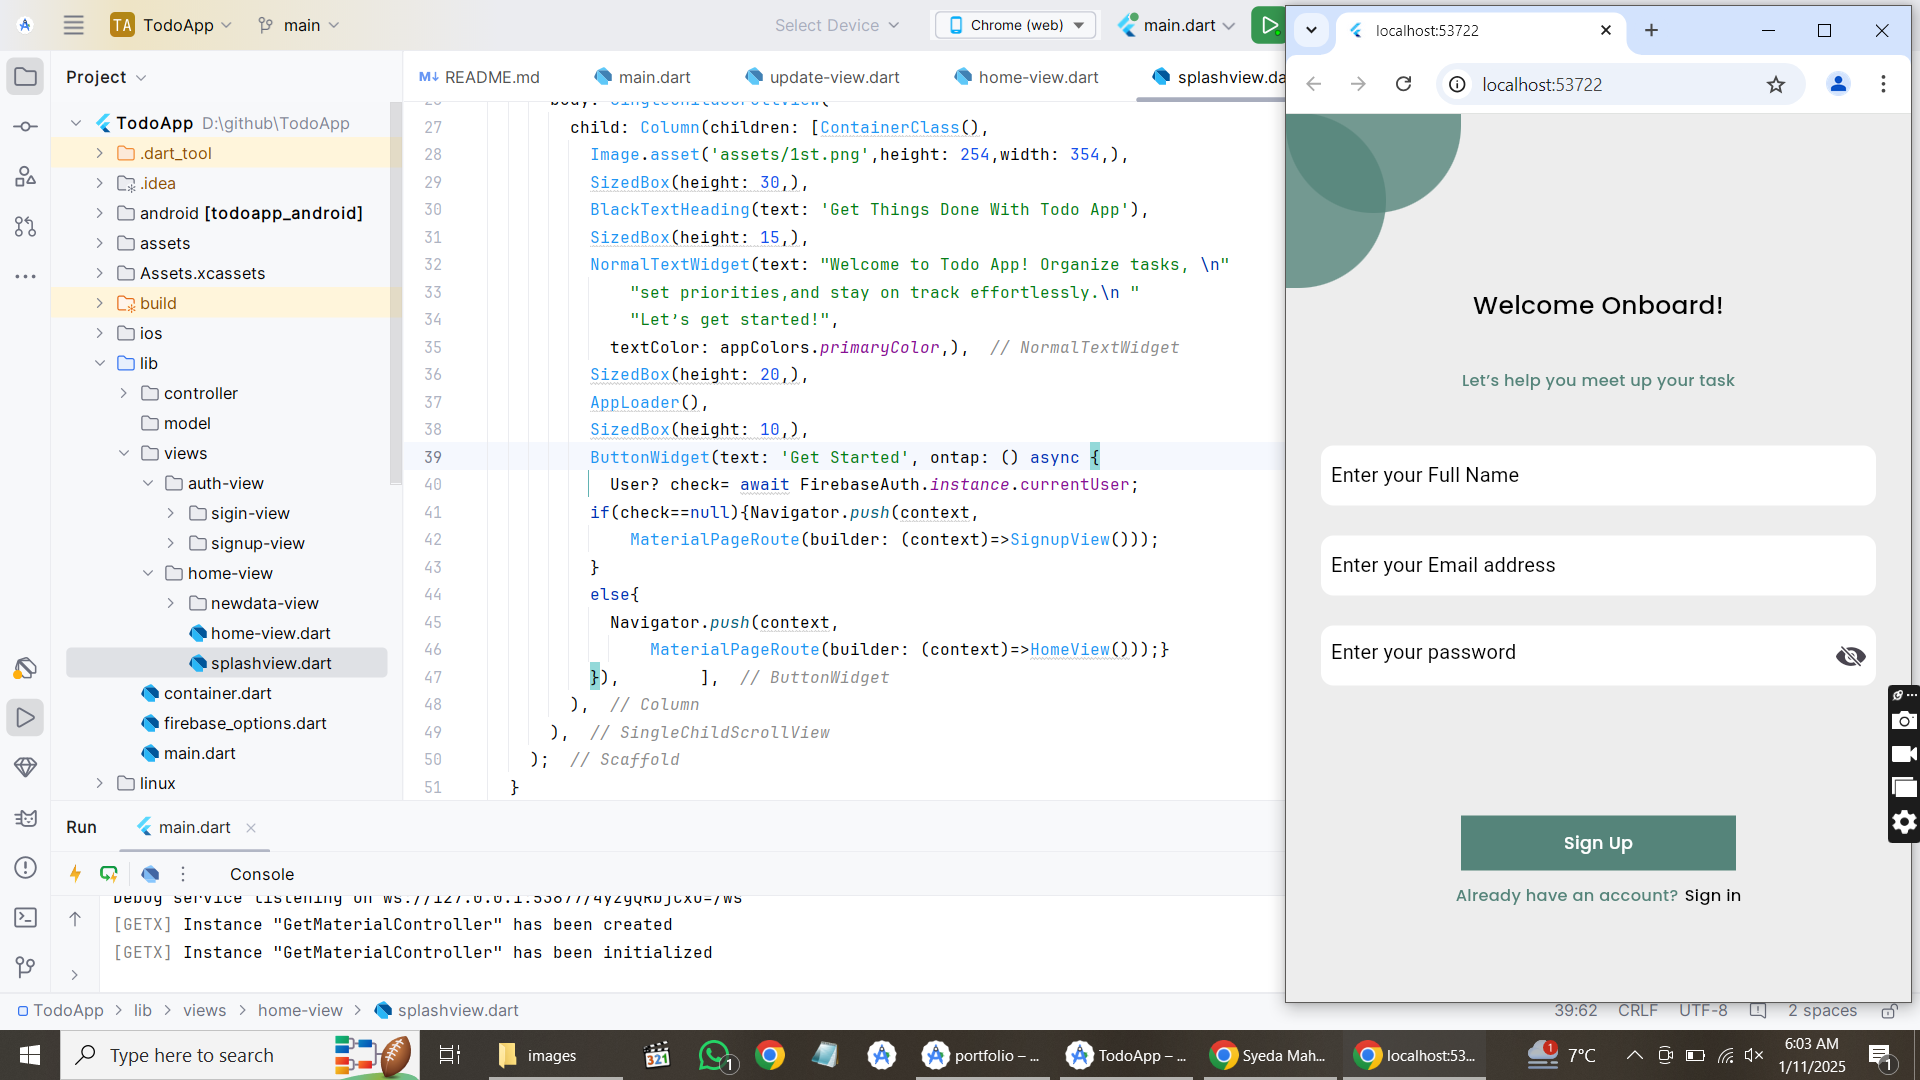 TA TodoApp main Select Device Chrome (web) main.dart
Project
M↓ README.md main.dart update-view.dart home-view.dart splashview.da
TodoApp D:\github\TodoApp
.dart_tool
.idea
android [todoapp_android]
assets
Assets.xcassets
build
ios
lib
controller
model
views
auth-view
sigin-view
signup-view
home-view
newdata-view
home-view.dart
splashview.dart
container.dart
firebase_options.dart
main.dart
linux
26 body: SingleChildScrollView(
27 child: Column(children: [ContainerClass(),
28 Image.asset('assets/1st.png',height: 254,width: 354,),
29 SizedBox(height: 30,),
30 BlackTextHeading(text: 'Get Things Done With Todo App'),
31 SizedBox(height: 15,),
32 NormalTextWidget(text: "Welcome to Todo App! Organize tasks, \n"
33 "set priorities,and stay on track effortlessly.\n "
34 "Let’s get started!",
35 textColor: appColors.primaryColor,), // NormalTextWidget
36 SizedBox(height: 20,),
37 AppLoader(),
38 SizedBox(height: 10,),
39 ButtonWidget(text: 'Get Started', ontap: () async {
40 User? check= await FirebaseAuth.instance.currentUser;
41 if(check==null){Navigator.push(context,
42 MaterialPageRoute(builder: (context)=>SignupView()));
43 }
44 else{
45 Navigator.push(context,
46 MaterialPageRoute(builder: (context)=>HomeView()));}
47 }), ], // ButtonWidget
48 ), // Column
49 ), // SingleChildScrollView
50 ); // Scaffold
51 }
Run main.dart
Console
Debug service listening on ws://127.0.0.1:53877/4yzgQRbjCx0=/ws
[GETX] Instance "GetMaterialController" has been created
[GETX] Instance "GetMaterialController" has been initialized
TodoApp > lib > views > home-view > splashview.dart
39:62 CRLF UTF-8 2 spaces
localhost:53722
localhost:53722
Welcome Onboard!
Let’s help you meet up your task
Enter your Full Name
Enter your Email address
Enter your password
Sign Up
Already have an account? Sign in
Type here to search
images
321
1
portfolio – ...
TodoApp – ...
Syeda Mah...
localhost:53...
1
7°C
6:03 AM
1/11/2025
1